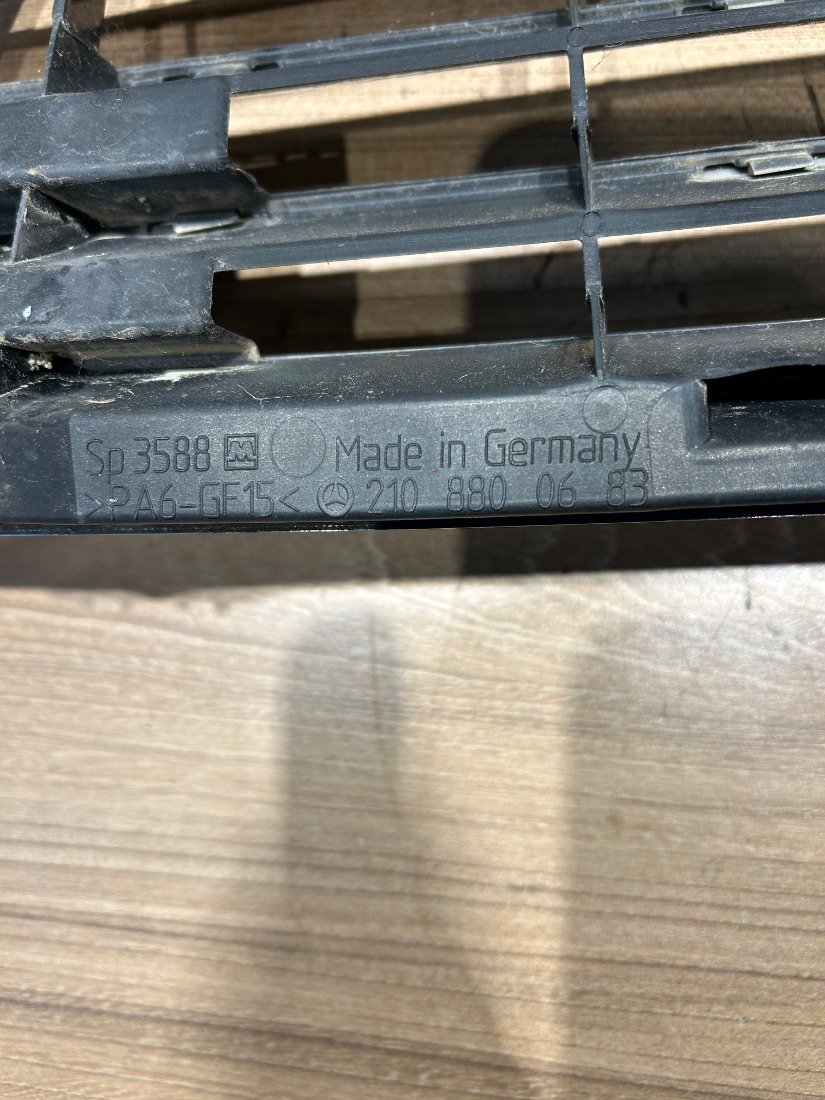 Sp 3588 M Made in Germany
>PA6-GF15< 210 880 06 83